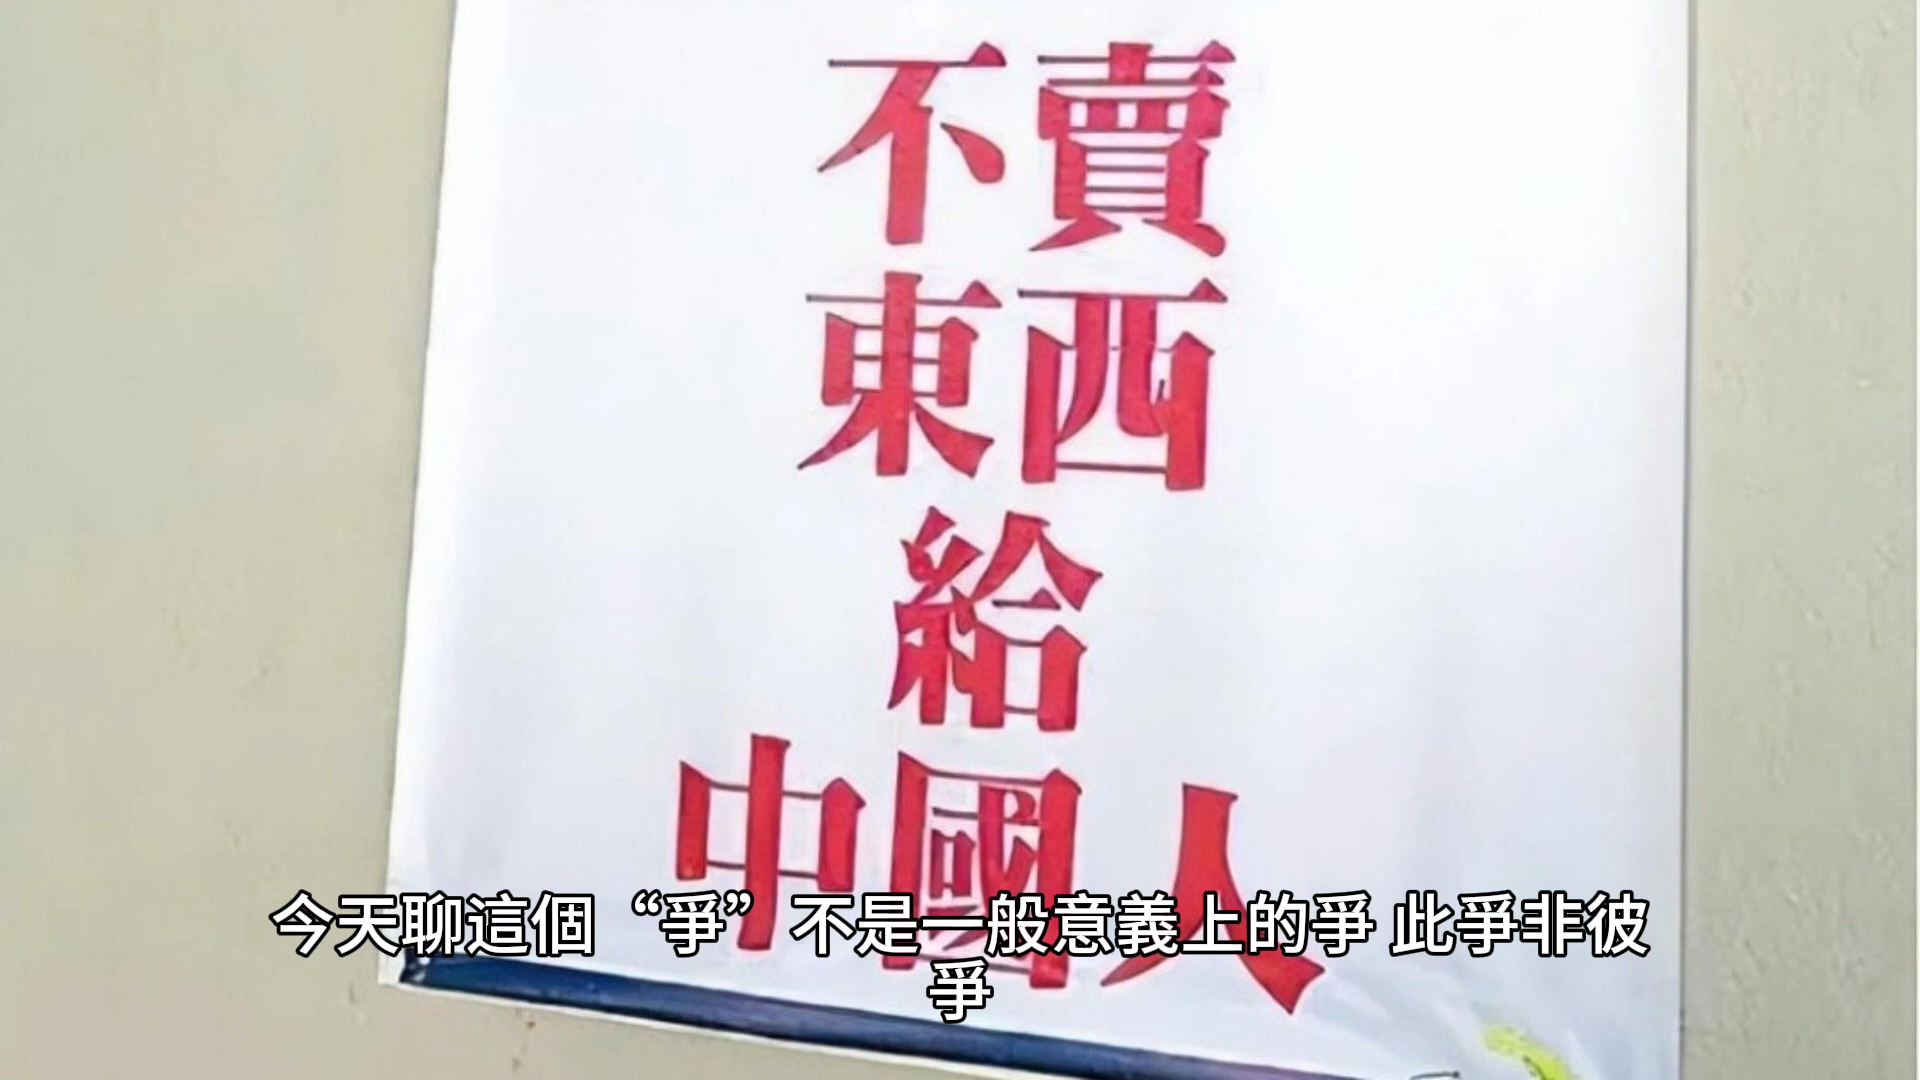 不賣
東西
給
中國人
今天聊這個“爭”不是一般意義上的爭 此爭非彼
爭